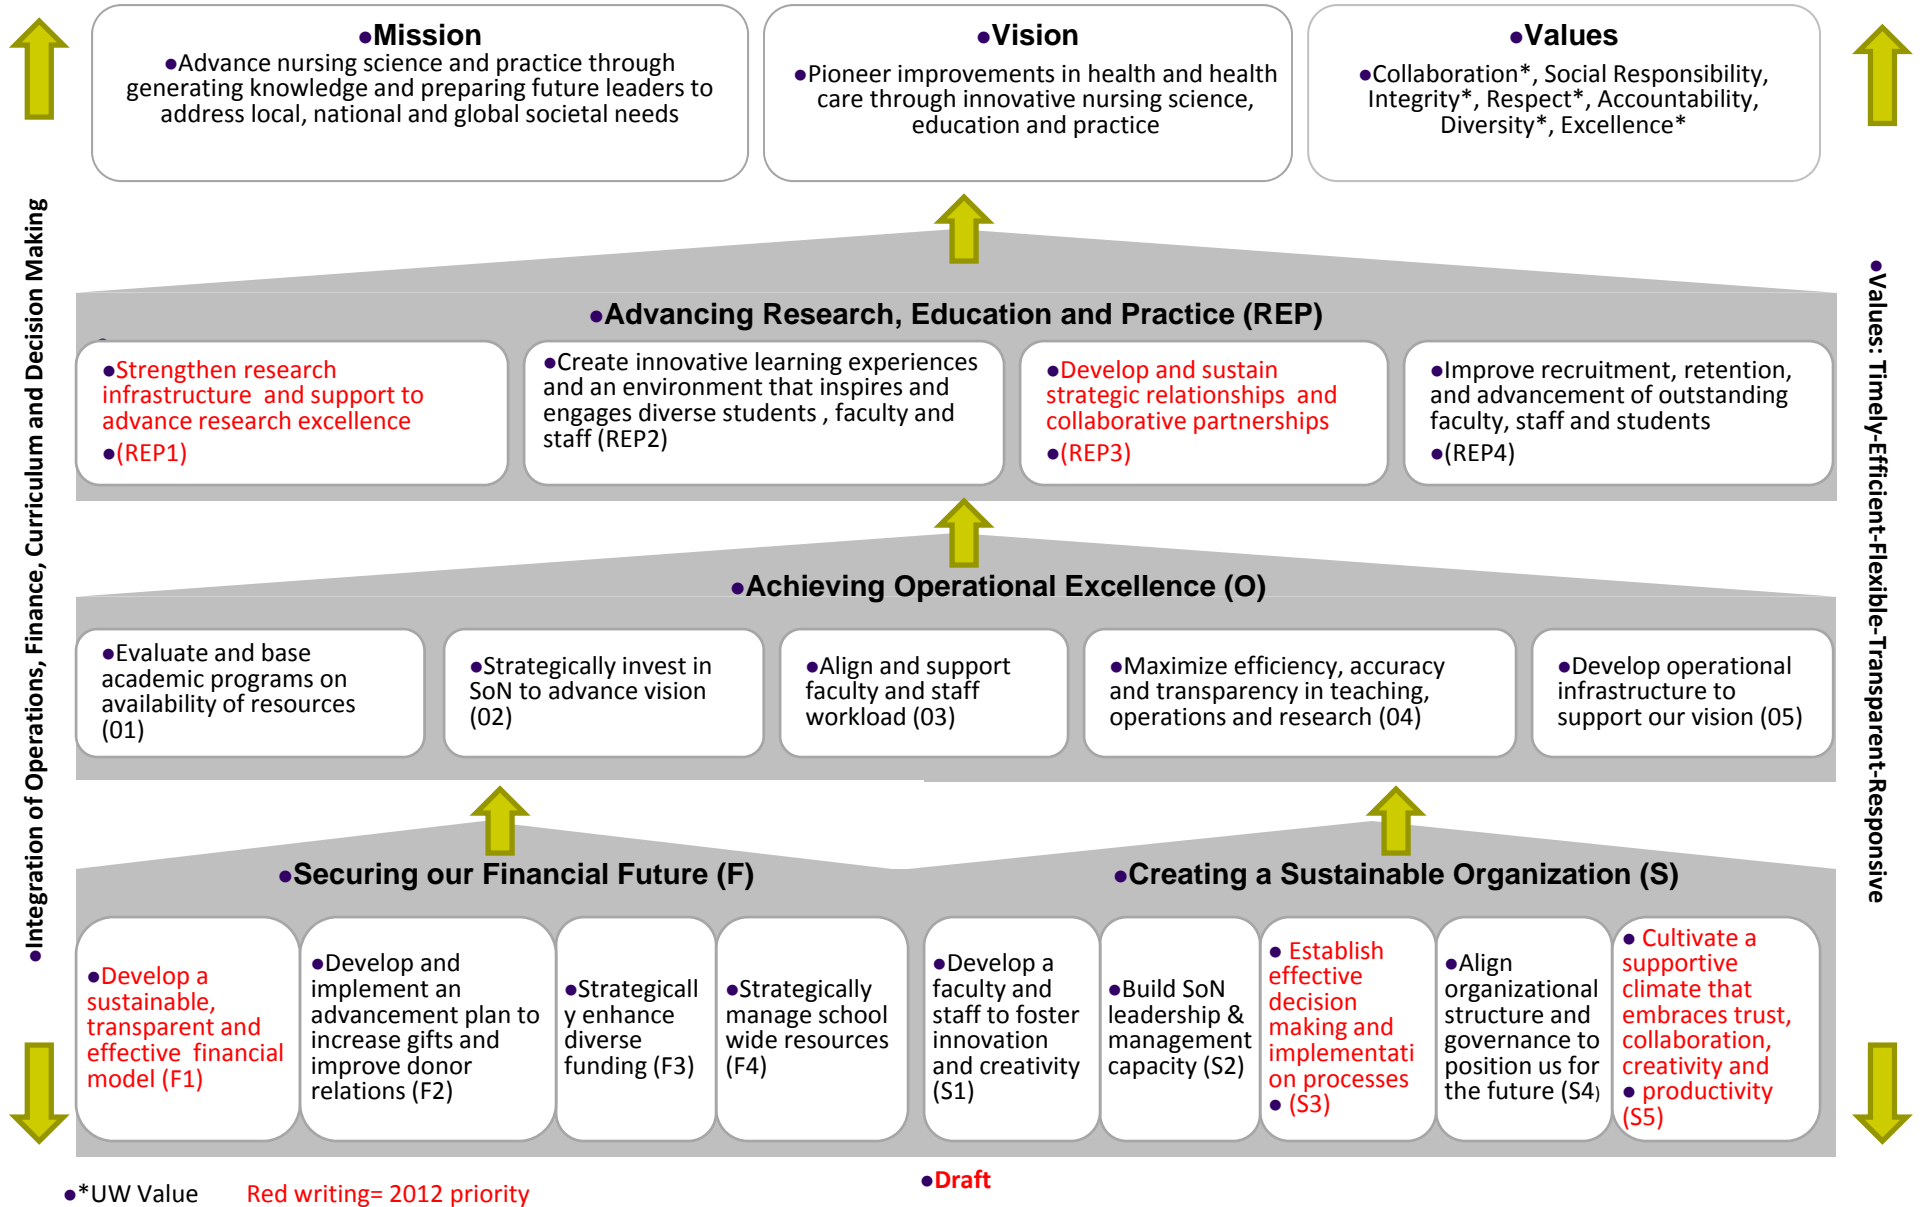 ●Mission
●Advance nursing science and practice through
generating knowledge and preparing future leaders to
address local, national and global societal needs
●Vision
●Pioneer improvements in health and health
care through innovative nursing science,
education and practice
●Values
●Collaboration*, Social Responsibility,
Integrity*, Respect*, Accountability,
Diversity*, Excellence*
●Integration of Operations, Finance, Curriculum and Decision Making
●Values: Timely-Efficient-Flexible-Transparent-Responsive
●Advancing Research, Education and Practice (REP)
●Strengthen research
infrastructure  and support to
advance research excellence
●(REP1)
●Create innovative learning experiences
and an environment that inspires and
engages diverse students , faculty and
staff (REP2)
●Develop and sustain
strategic relationships  and
collaborative partnerships
●(REP3)
●Improve recruitment, retention,
and advancement of outstanding
faculty, staff and students
●(REP4)
●Achieving Operational Excellence (O)
●Evaluate and base
academic programs on
availability of resources
(01)
●Strategically invest in
SoN to advance vision
(02)
●Align and support
faculty and staff
workload (03)
●Maximize efficiency, accuracy
and transparency in teaching,
operations and research (04)
●Develop operational
infrastructure to
support our vision (05)
●Securing our Financial Future (F)
●Develop a
sustainable,
transparent and
effective  financial
model (F1)
●Develop and
implement an
advancement plan to
increase gifts and
improve donor
relations (F2)
●Strategicall
y enhance
diverse
funding (F3)
●Strategically
manage school
wide resources
(F4)
●Creating a Sustainable Organization (S)
●Develop a
faculty and
staff to foster
innovation
and creativity
(S1)
●Build SoN
leadership &
management
capacity (S2)
● Establish
effective
decision
making and
implementati
on processes
● (S3)
●Align
organizational
structure and
governance to
position us for
the future (S4)
● Cultivate a
supportive
climate that
embraces trust,
collaboration,
creativity and
● productivity
(S5)
●*UW Value
Red writing= 2012 priority
●Draft